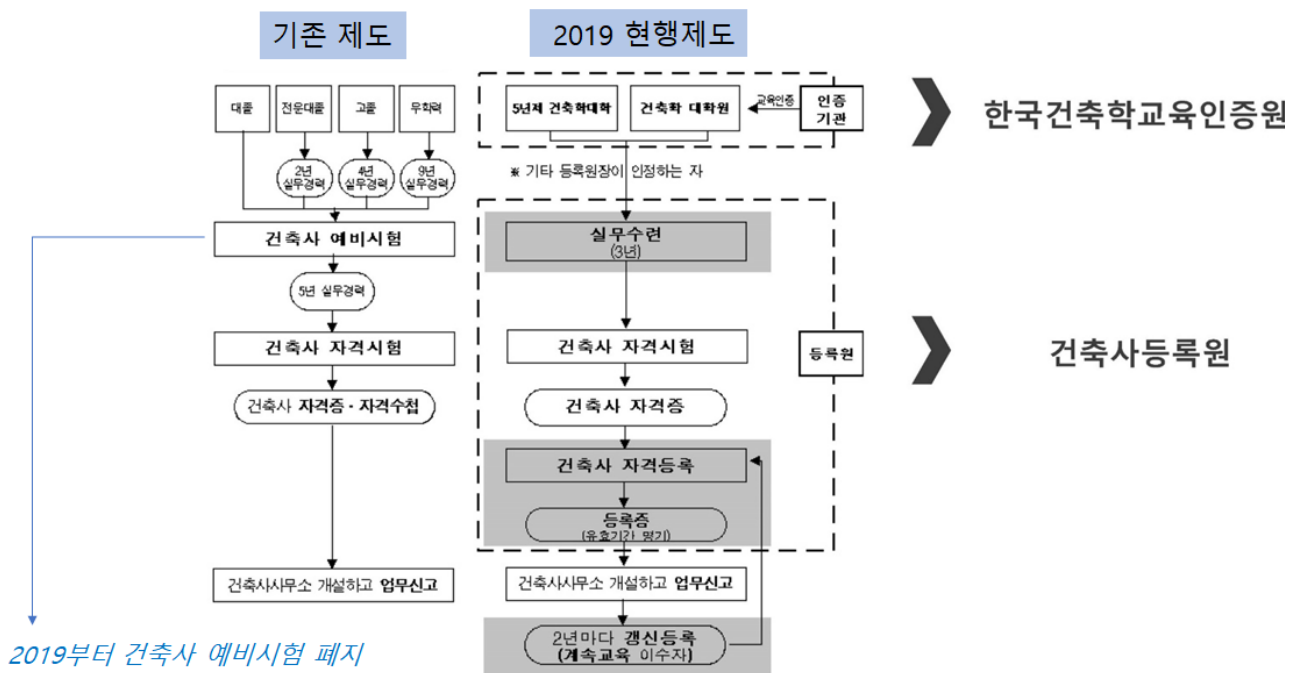 기존 제도
2019 현행제도
대졸
전문대졸
고졸
무학력
2년
실무경력
4년
실무경력
9년
실무경력
건축사 예비시험
5년 실무경력
건축사 자격시험
건축사 자격증·자격수첩
건축사사무소 개설하고 업무신고
2019부터 건축사 예비시험 폐지
5년제 건축학대학
건축학 대학원
교육인증
인증
기관
※ 기타 등록원장이 인정하는 자
실무수련
(3년)
건축사 자격시험
건축사 자격증
건축사 자격등록
등록증
(유효기간 명기)
건축사사무소 개설하고 업무신고
2년마다 갱신등록
(계속교육 이수자)
등록원
한국건축학교육인증원
건축사등록원